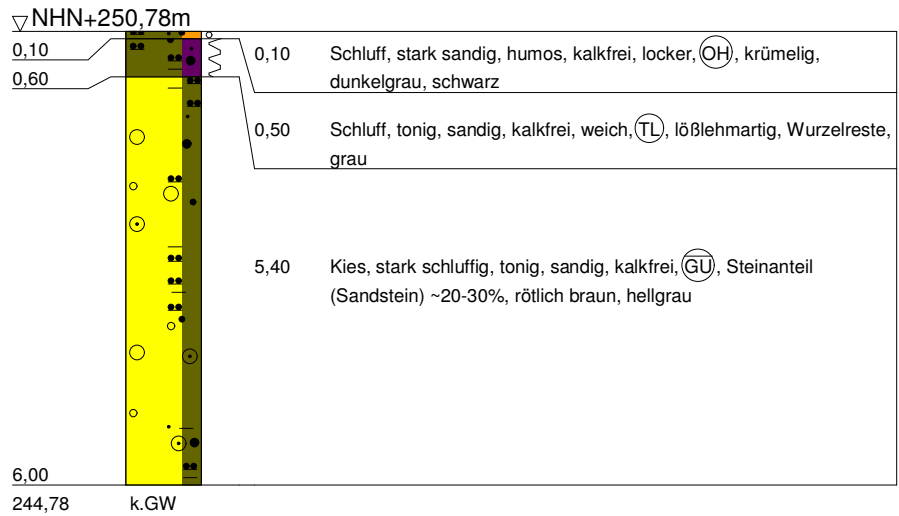 NHN+250,78m
0,10
0,60
0,10 Schluff, stark sandig, humos, kalkfrei, locker, OH, krümelig,
dunkelgrau, schwarz
0,50 Schluff, tonig, sandig, kalkfrei, weich, TL, lößlehmartig, Wurzelreste,
grau
5,40 Kies, stark schluffig, tonig, sandig, kalkfrei, G̅U̅, Steinanteil
(Sandstein) ~20-30%, rötlich braun, hellgrau
6,00
244,78 k.GW